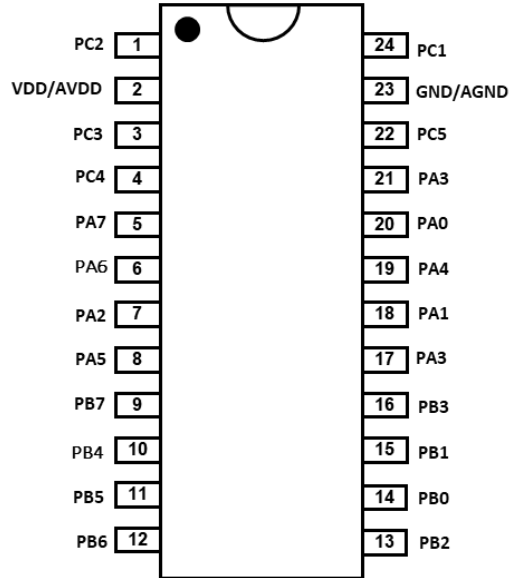 PC2 1
VDD/AVDD 2
PC3 3
PC4 4
PA7 5
PA6 6
PA2 7
PA5 8
PB7 9
PB4 10
PB5 11
PB6 12
24 PC1
23 GND/AGND
22 PC5
21 PA3
20 PA0
19 PA4
18 PA1
17 PA3
16 PB3
15 PB1
14 PB0
13 PB2